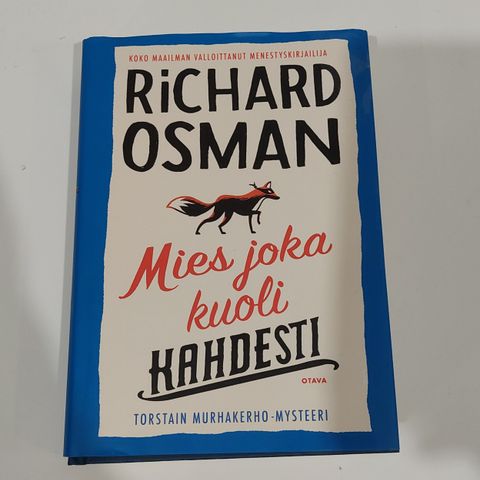 KOKO MAAILMAN VALLOITTANUT MENESTYSKIRJAILIJA
RiCHARD
OSMAN
Mies joka
kuoli
KAHDESTI
OTAVA
TORSTAIN MURHAKERHO-MYSTEERI